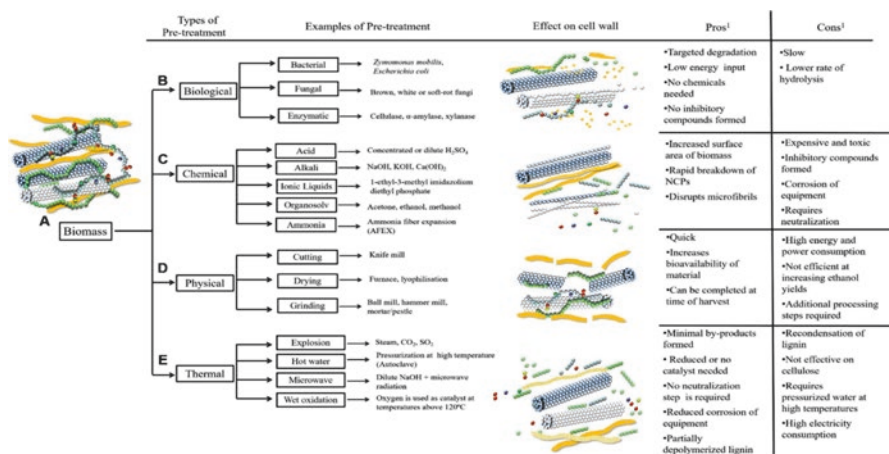 Types of
Pre-treatment
Examples of Pre-treatment
Effect on cell wall
Pros¹
Cons¹
A
Biomass
B
Biological
Bacterial
Zymomonas mobilis,
Escherichia coli
Fungal
Brown, white or soft-rot fungi
Enzymatic
Cellulase, α-amylase, xylanase
•Targeted degradation
•Low energy input
•No chemicals
needed
•No inhibitory
compounds formed
•Slow
• Lower rate of
hydrolysis
C
Chemical
Acid
Concentrated or dilute H₂SO₄
Alkali
NaOH, KOH, Ca(OH)₂
Ionic Liquids
1-ethyl-3-methyl imidazolium
diethyl phosphate
Organosolv
Acetone, ethanol, methanol
Ammonia
Ammonia fiber expansion
(AFEX)
•Increased surface
area of biomass
•Rapid breakdown of
NCPs
•Disrupts microfibrils
•Expensive and toxic
•Inhibitory compounds
formed
•Corrosion of
equipment
•Requires
neutralization
D
Physical
Cutting
Knife mill
Drying
Furnace, lyophilisation
Grinding
Ball mill, hammer mill,
mortar/pestle
•Quick
•Increases
bioavailability of
material
•Can be completed at
time of harvest
•High energy and
power consumption
•Not efficient at
increasing ethanol
yields
•Additional processing
steps required
E
Thermal
Explosion
Steam, CO₂, SO₂
Hot water
Pressurization at high temperature
(Autoclave)
Microwave
Dilute NaOH + microwave
radiation
Wet oxidation
Oxygen is used as catalyst at
temperatures above 120ºC
•Minimal by-products
formed
• Reduced or no
catalyst needed
•No neutralization
step is required
•Reduced corrosion of
equipment
•Partially
depolymerized lignin
•Recondensation of
lignin
•Not effective on
cellulose
•Requires
pressurized water at
high temperatures
•High electricity
consumption